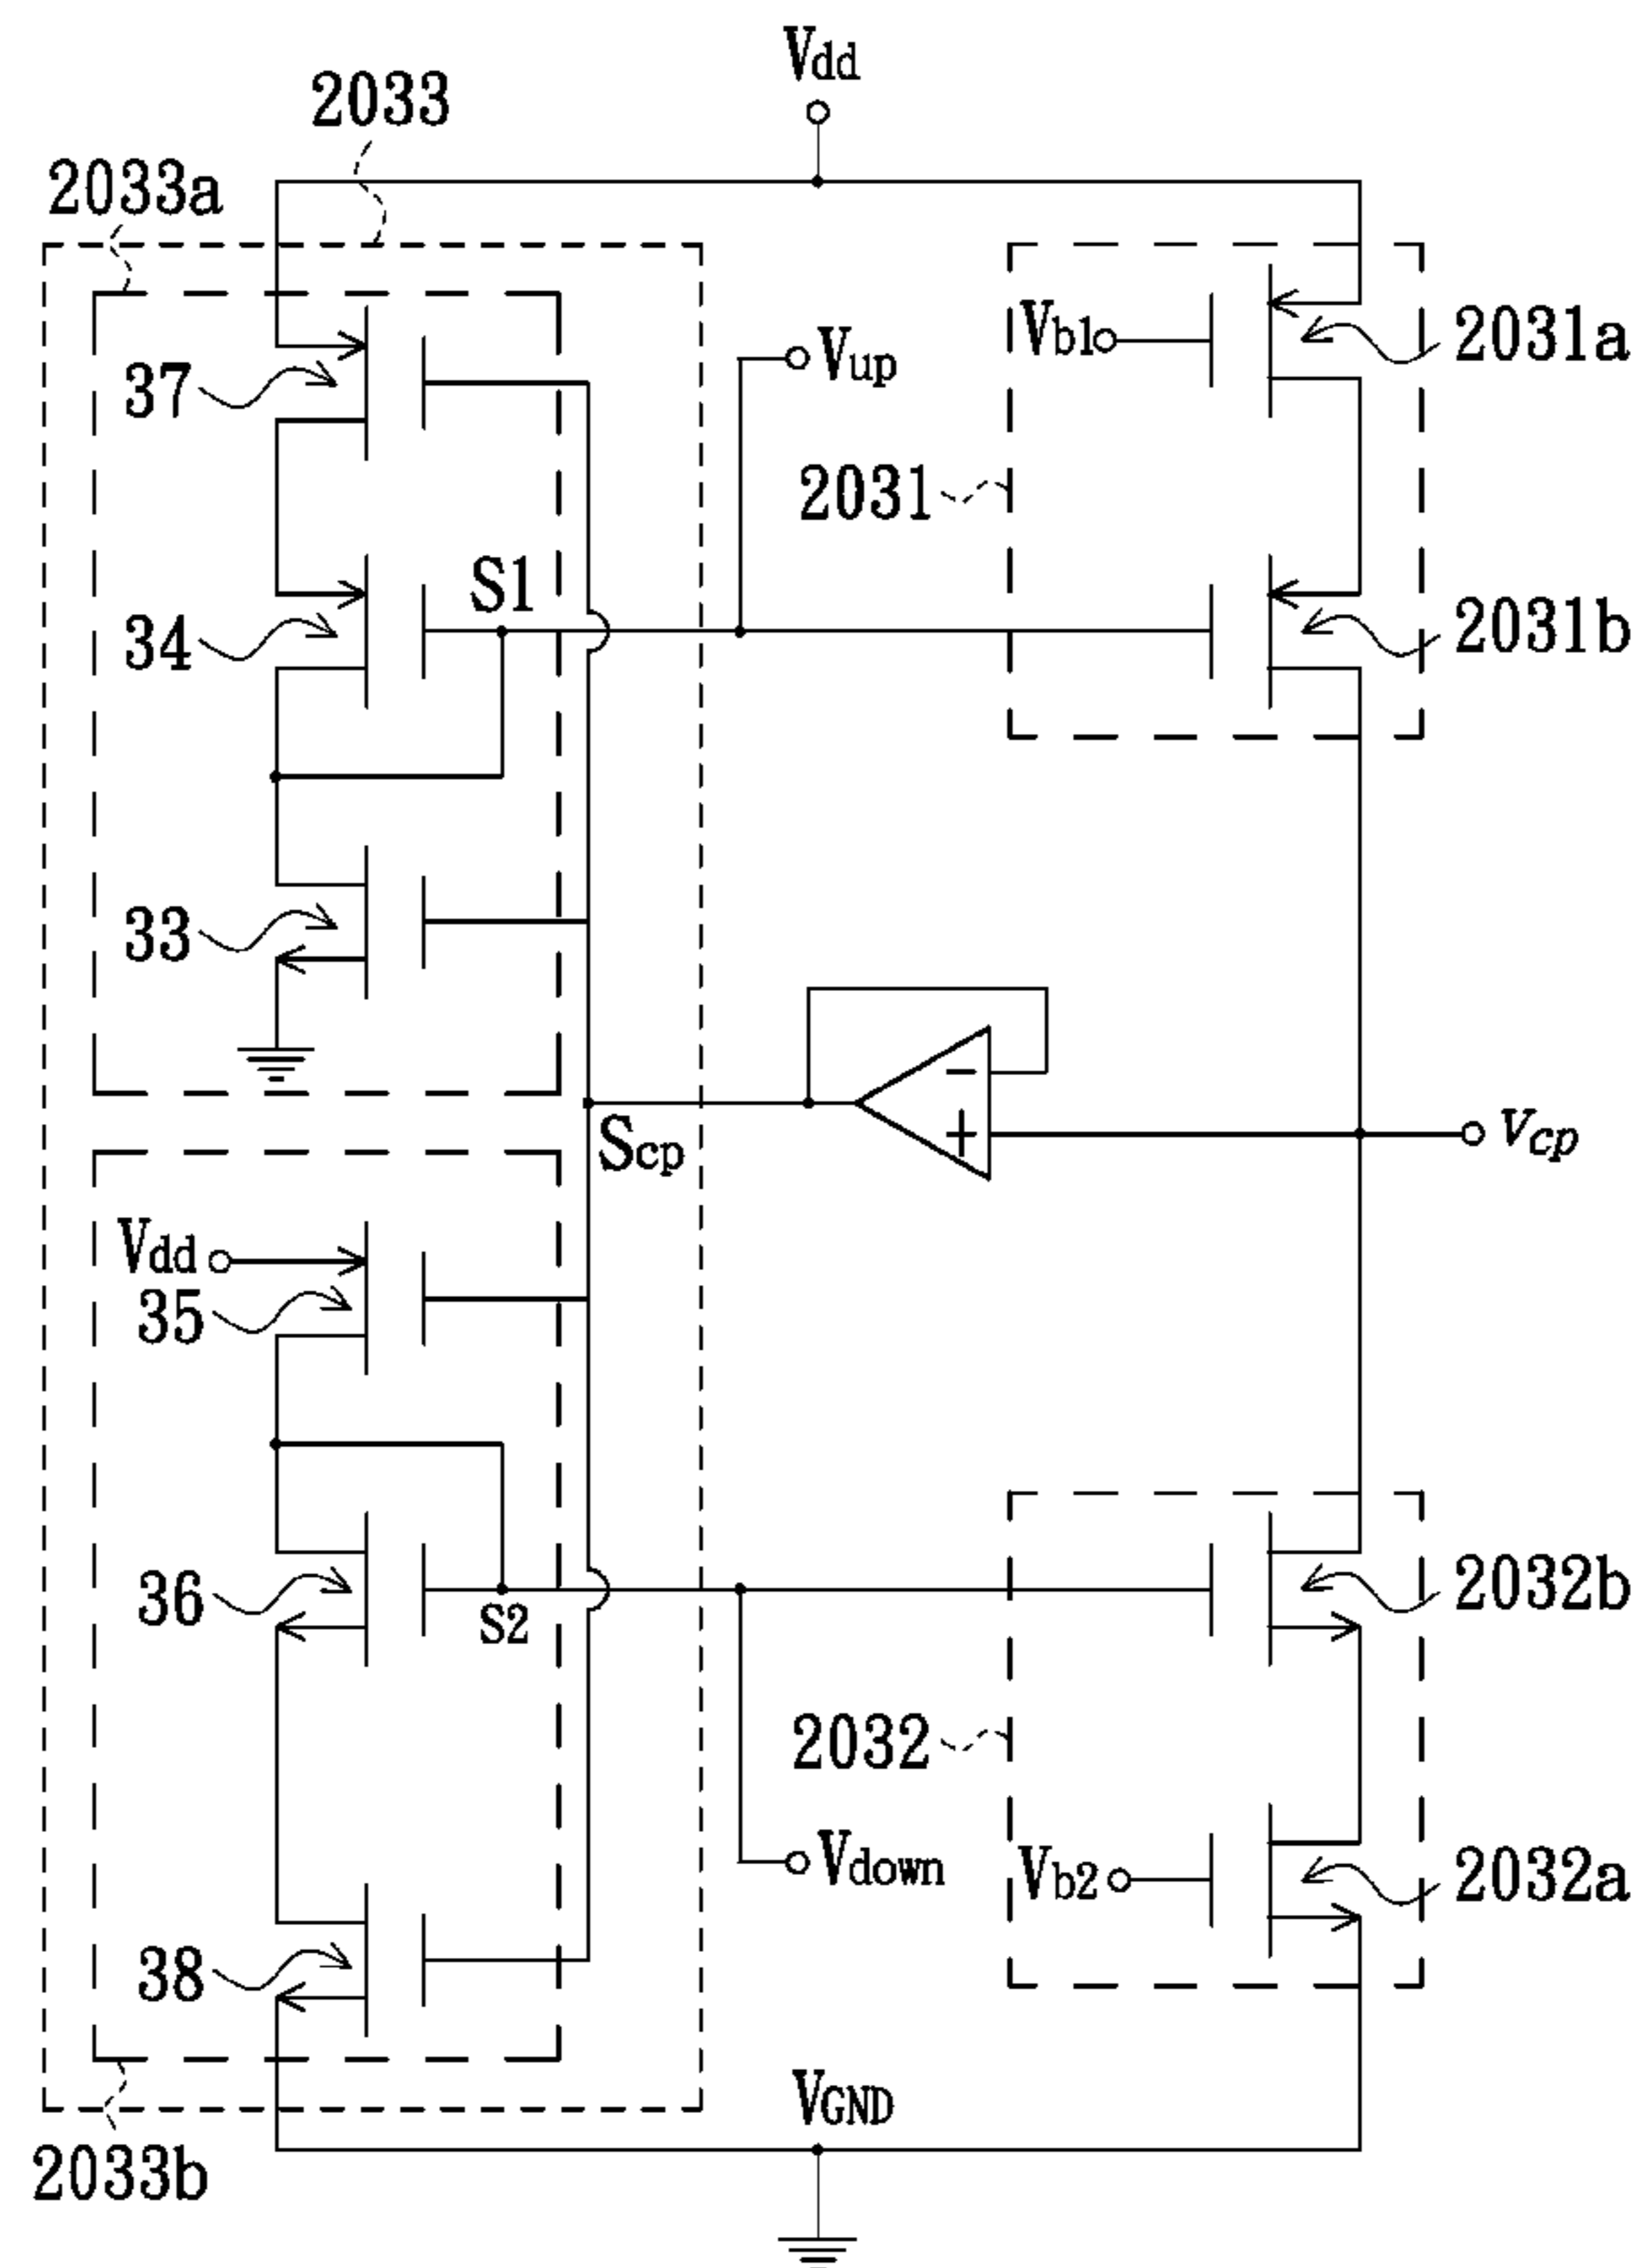 Vdd
2033
2033a
Vup
Vb1
2031a
37
2031
S1
34
2031b
33
Scp
Vcp
Vdd
35
36
S2
2032b
2032
Vdown
Vb2
2032a
38
VGND
2033b
- 
+